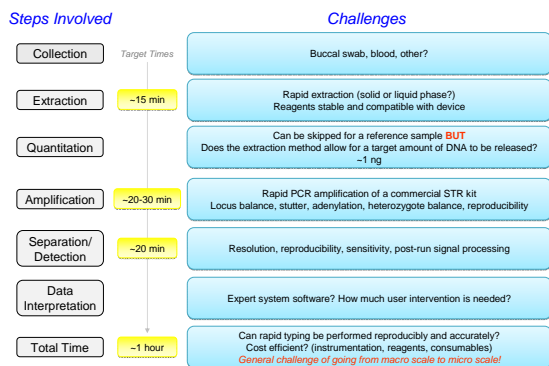 Steps Involved
Challenges
Collection
Target Times
Buccal swab, blood, other?
Extraction
~15 min
Rapid extraction (solid or liquid phase?)
Reagents stable and compatible with device
Quantitation
Can be skipped for a reference sample BUT
Does the extraction method allow for a target amount of DNA to be released?
~1 ng
Amplification
~20-30 min
Rapid PCR amplification of a commercial STR kit
Locus balance, stutter, adenylation, heterozygote balance, reproducibility
Separation/
Detection
~20 min
Resolution, reproducibility, sensitivity, post-run signal processing
Data
Interpretation
Expert system software? How much user intervention is needed?
Total Time
~1 hour
Can rapid typing be performed reproducibly and accurately?
Cost efficient? (instrumentation, reagents, consumables)
General challenge of going from macro scale to micro scale!